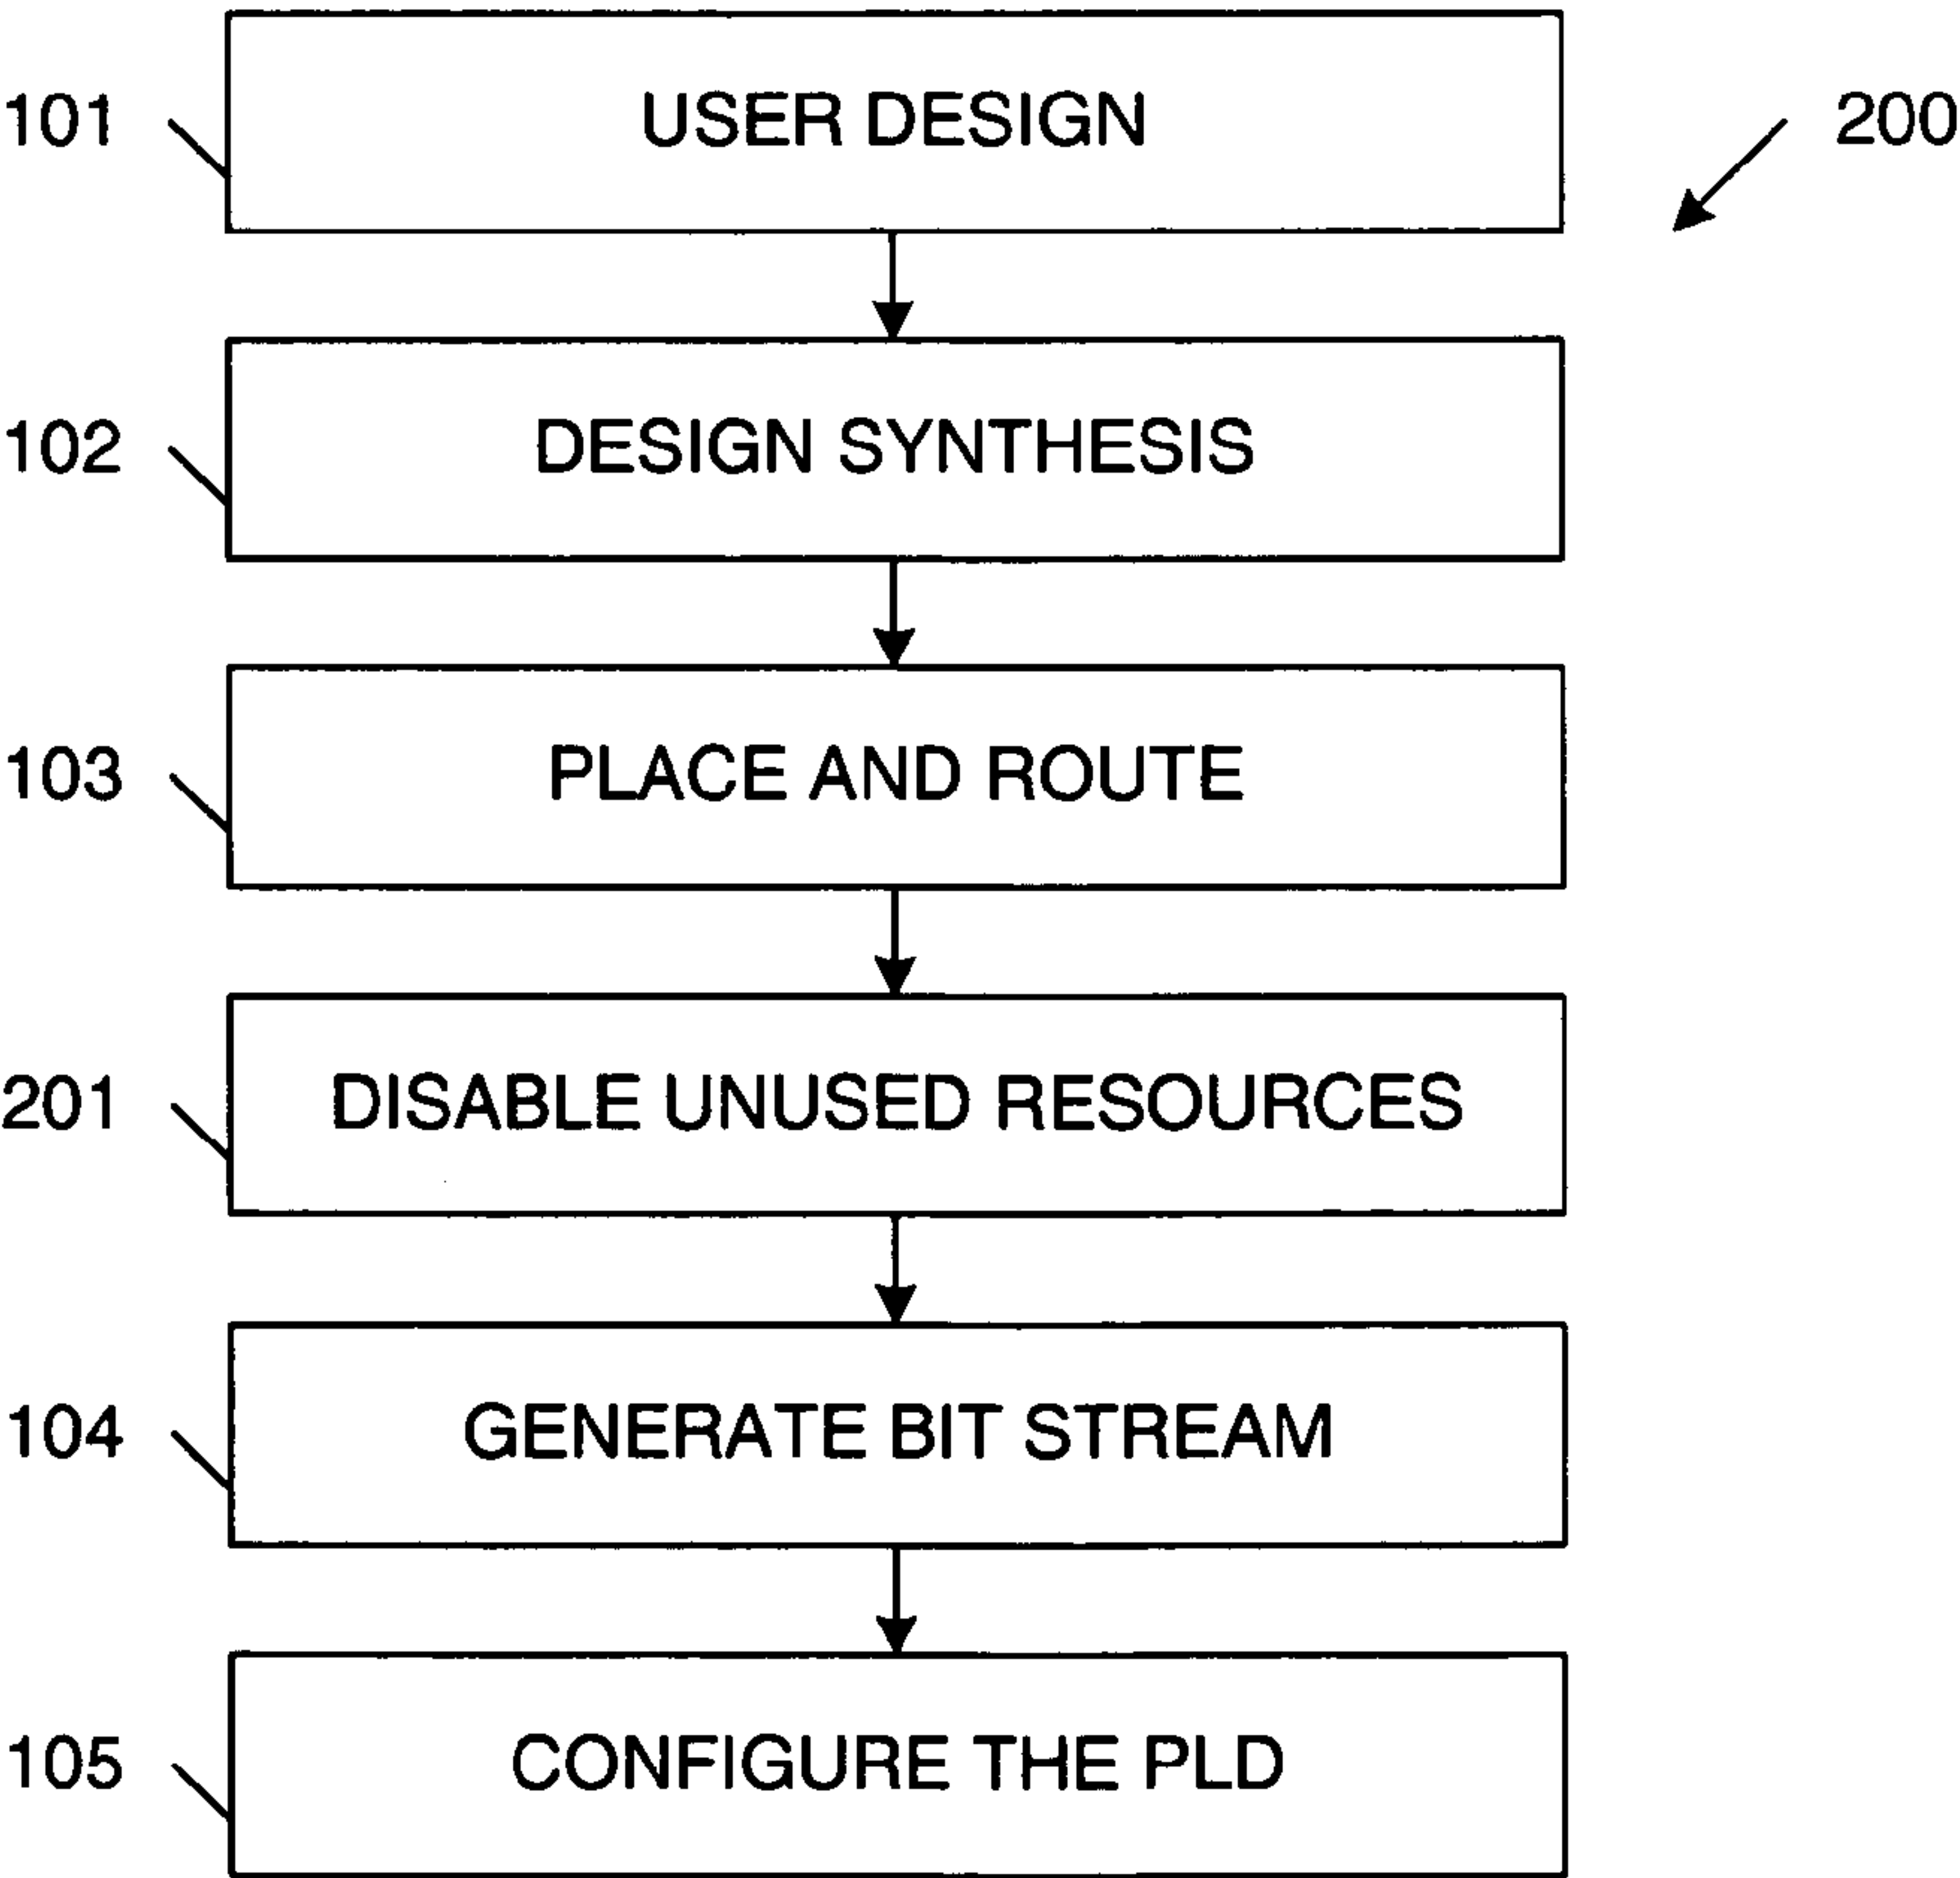 101
USER DESIGN
200
102
DESIGN SYNTHESIS
103
PLACE AND ROUTE
201
DISABLE UNUSED RESOURCES
104
GENERATE BIT STREAM
105
CONFIGURE THE PLD